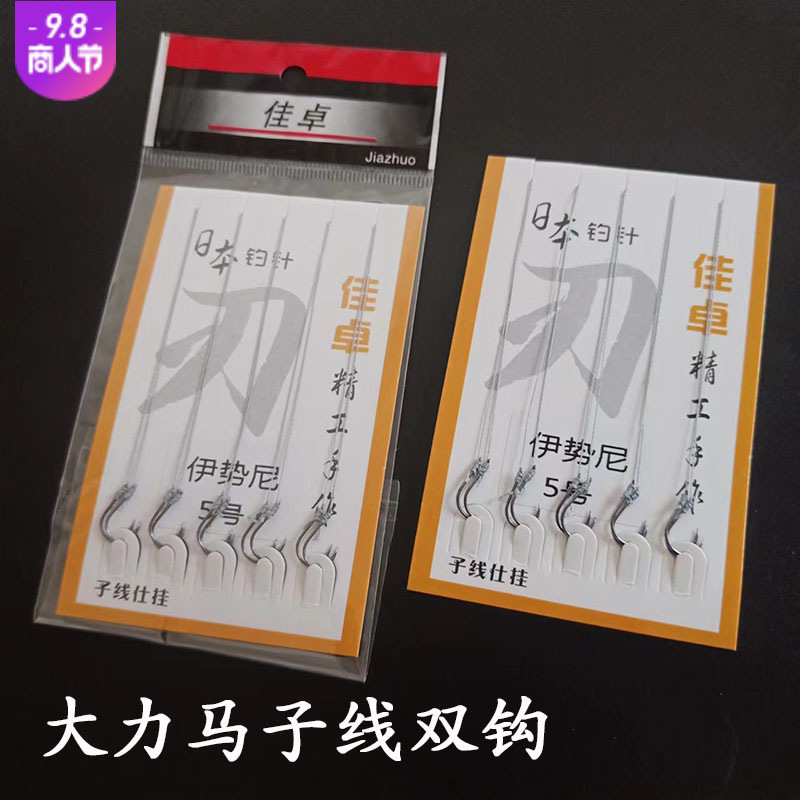 -9.8-
商人节
佳卓
Jiazhuo
日本钓针
刃
佳卓
精工手作
伊势尼
5号
子线仕挂
日本钓针
刃
佳卓
精工手作
伊势尼
5号
子线仕挂
大力马子线双钩